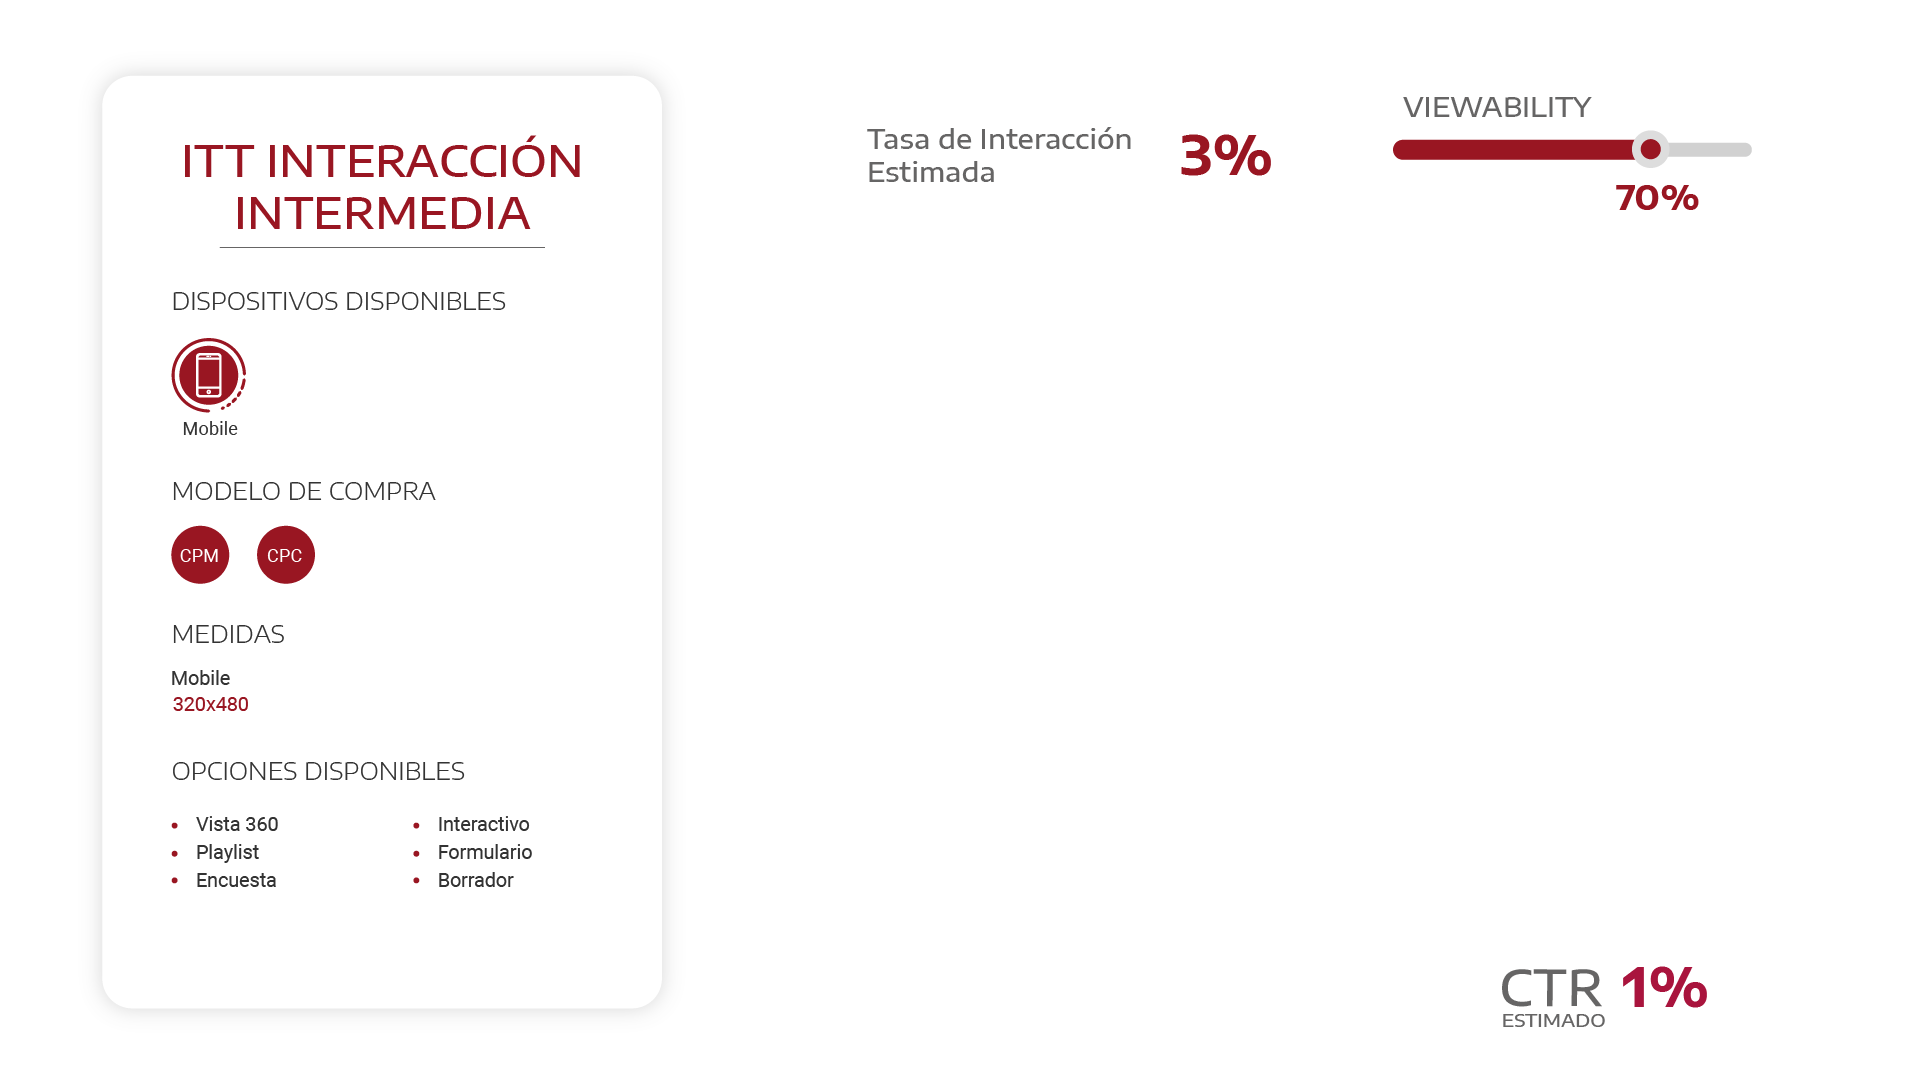 ITT INTERACCIÓN
INTERMEDIA
DISPOSITIVOS DISPONIBLES
Mobile
MODELO DE COMPRA
CPM CPC
MEDIDAS
Mobile
320x480
OPCIONES DISPONIBLES
• Vista 360
• Playlist
• Encuesta
• Interactivo
• Formulario
• Borrador
Tasa de Interacción
Estimada
3%
VIEWABILITY
70%
CTR 1%
ESTIMADO